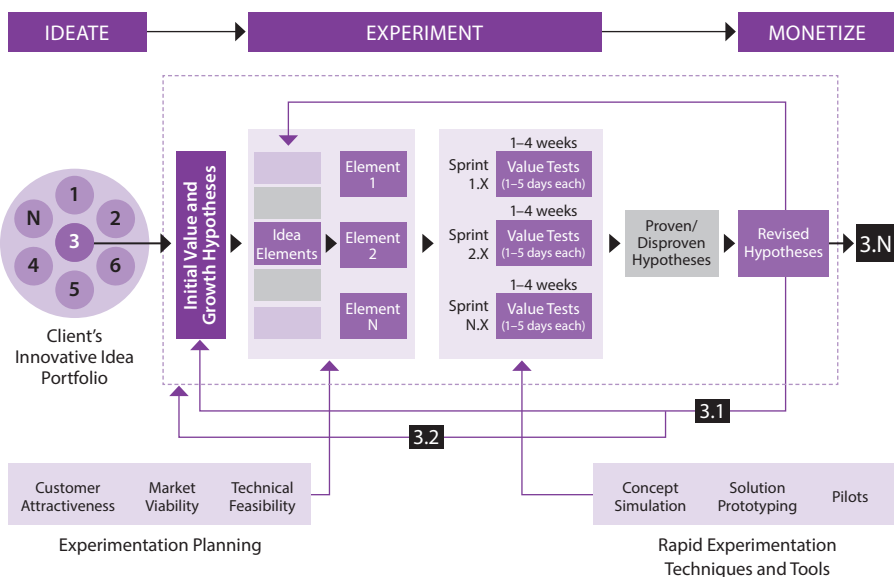 IDEATE
EXPERIMENT
MONETIZE
1
N
2
3
4
6
5
Client's
Innovative Idea
Portfolio
Initial Value and
Growth Hypotheses
Idea
Elements
Element
1
Element
2
Element
N
1–4 weeks
Sprint
1.X
Value Tests
(1–5 days each)
1–4 weeks
Sprint
2.X
Value Tests
(1–5 days each)
1–4 weeks
Sprint
N.X
Value Tests
(1–5 days each)
Proven/
Disproven
Hypotheses
Revised
Hypotheses
3.N
3.1
3.2
Customer
Attractiveness
Market
Viability
Technical
Feasibility
Experimentation Planning
Concept
Simulation
Solution
Prototyping
Pilots
Rapid Experimentation
Techniques and Tools